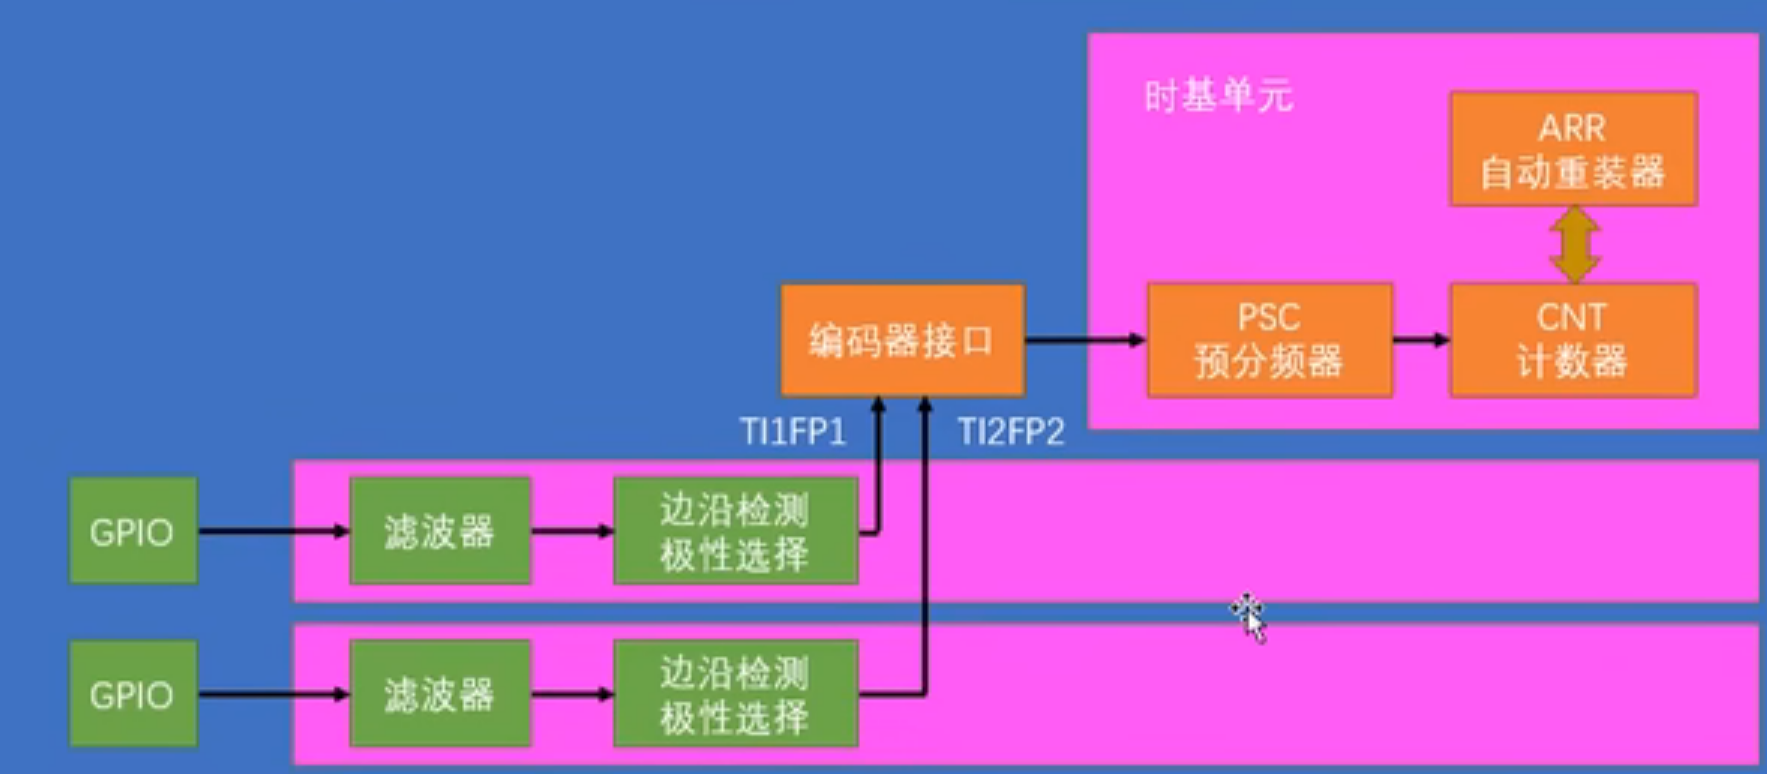 时基单元
ARR
自动重装器
编码器接口
PSC
预分频器
CNT
计数器
TI1FP1
TI2FP2
GPIO
滤波器
边沿检测
极性选择
GPIO
滤波器
边沿检测
极性选择